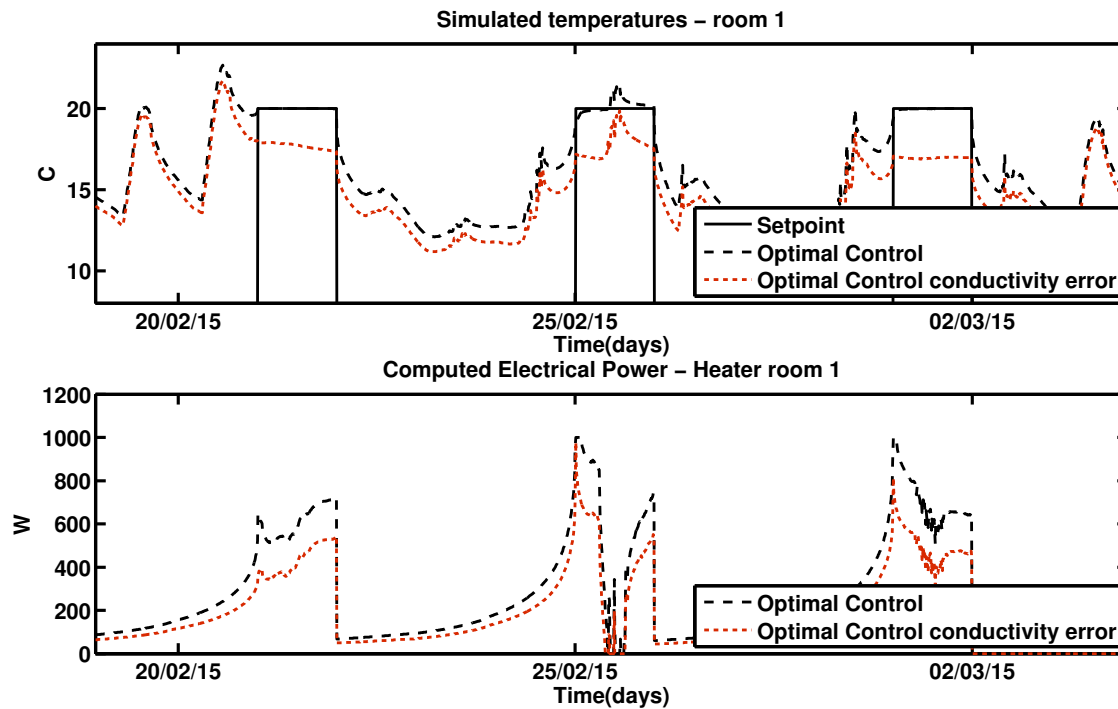 Simulated temperatures – room 1
C
20
15
10
Setpoint
Optimal Control
Optimal Control conductivity error
20/02/15 25/02/15 02/03/15
Time(days)
Computed Electrical Power – Heater room 1
W
1200
1000
800
600
400
200
0
Optimal Control
Optimal Control conductivity error
20/02/15 25/02/15 02/03/15
Time(days)